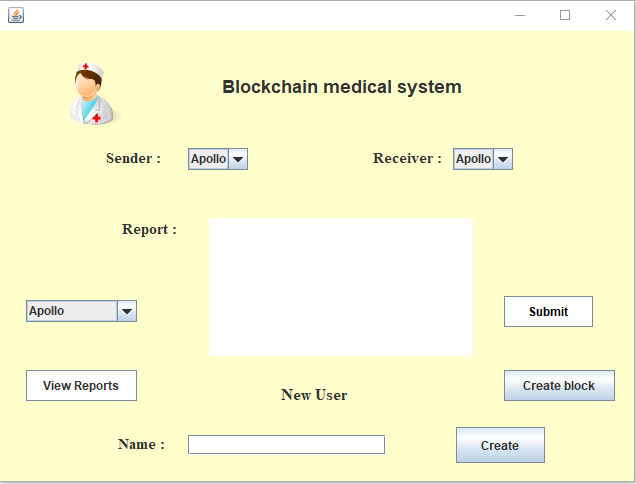 Blockchain medical system
Sender : Apollo Receiver : Apollo
Report :
Apollo Submit
View Reports Create block
New User
Name : Create